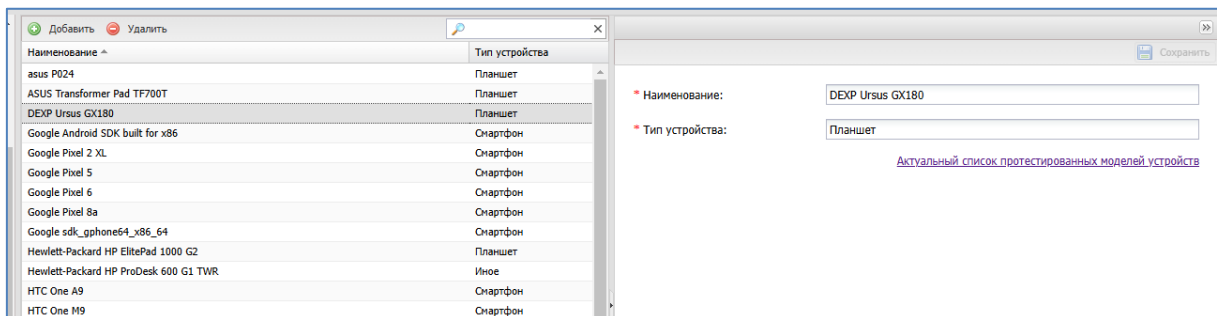 Добавить Удалить
Наименование Тип устройства
asus P024 Планшет
ASUS Transformer Pad TF700T Планшет
DEXP Ursus GX180 Планшет
Google Android SDK built for x86 Смартфон
Google Pixel 2 XL Смартфон
Google Pixel 5 Смартфон
Google Pixel 6 Смартфон
Google Pixel 8a Смартфон
Google sdk_gphone64_x86_64 Смартфон
Hewlett-Packard HP ElitePad 1000 G2 Планшет
Hewlett-Packard HP ProDesk 600 G1 TWR Иное
HTC One A9 Смартфон
HTC One M9 Смартфон
Сохранить
* Наименование: DEXP Ursus GX180
* Тип устройства: Планшет
Актуальный список протестированных моделей устройств